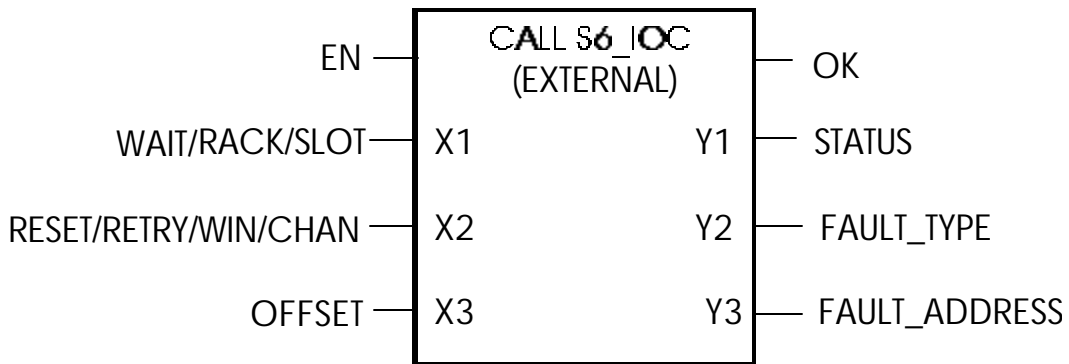 CALL S6_IOC
EN (EXTERNAL) OK
WAIT/RACK/SLOT X1 Y1 STATUS
RESET/RETRY/WIN/CHAN X2 Y2 FAULT_TYPE
OFFSET X3 Y3 FAULT_ADDRESS